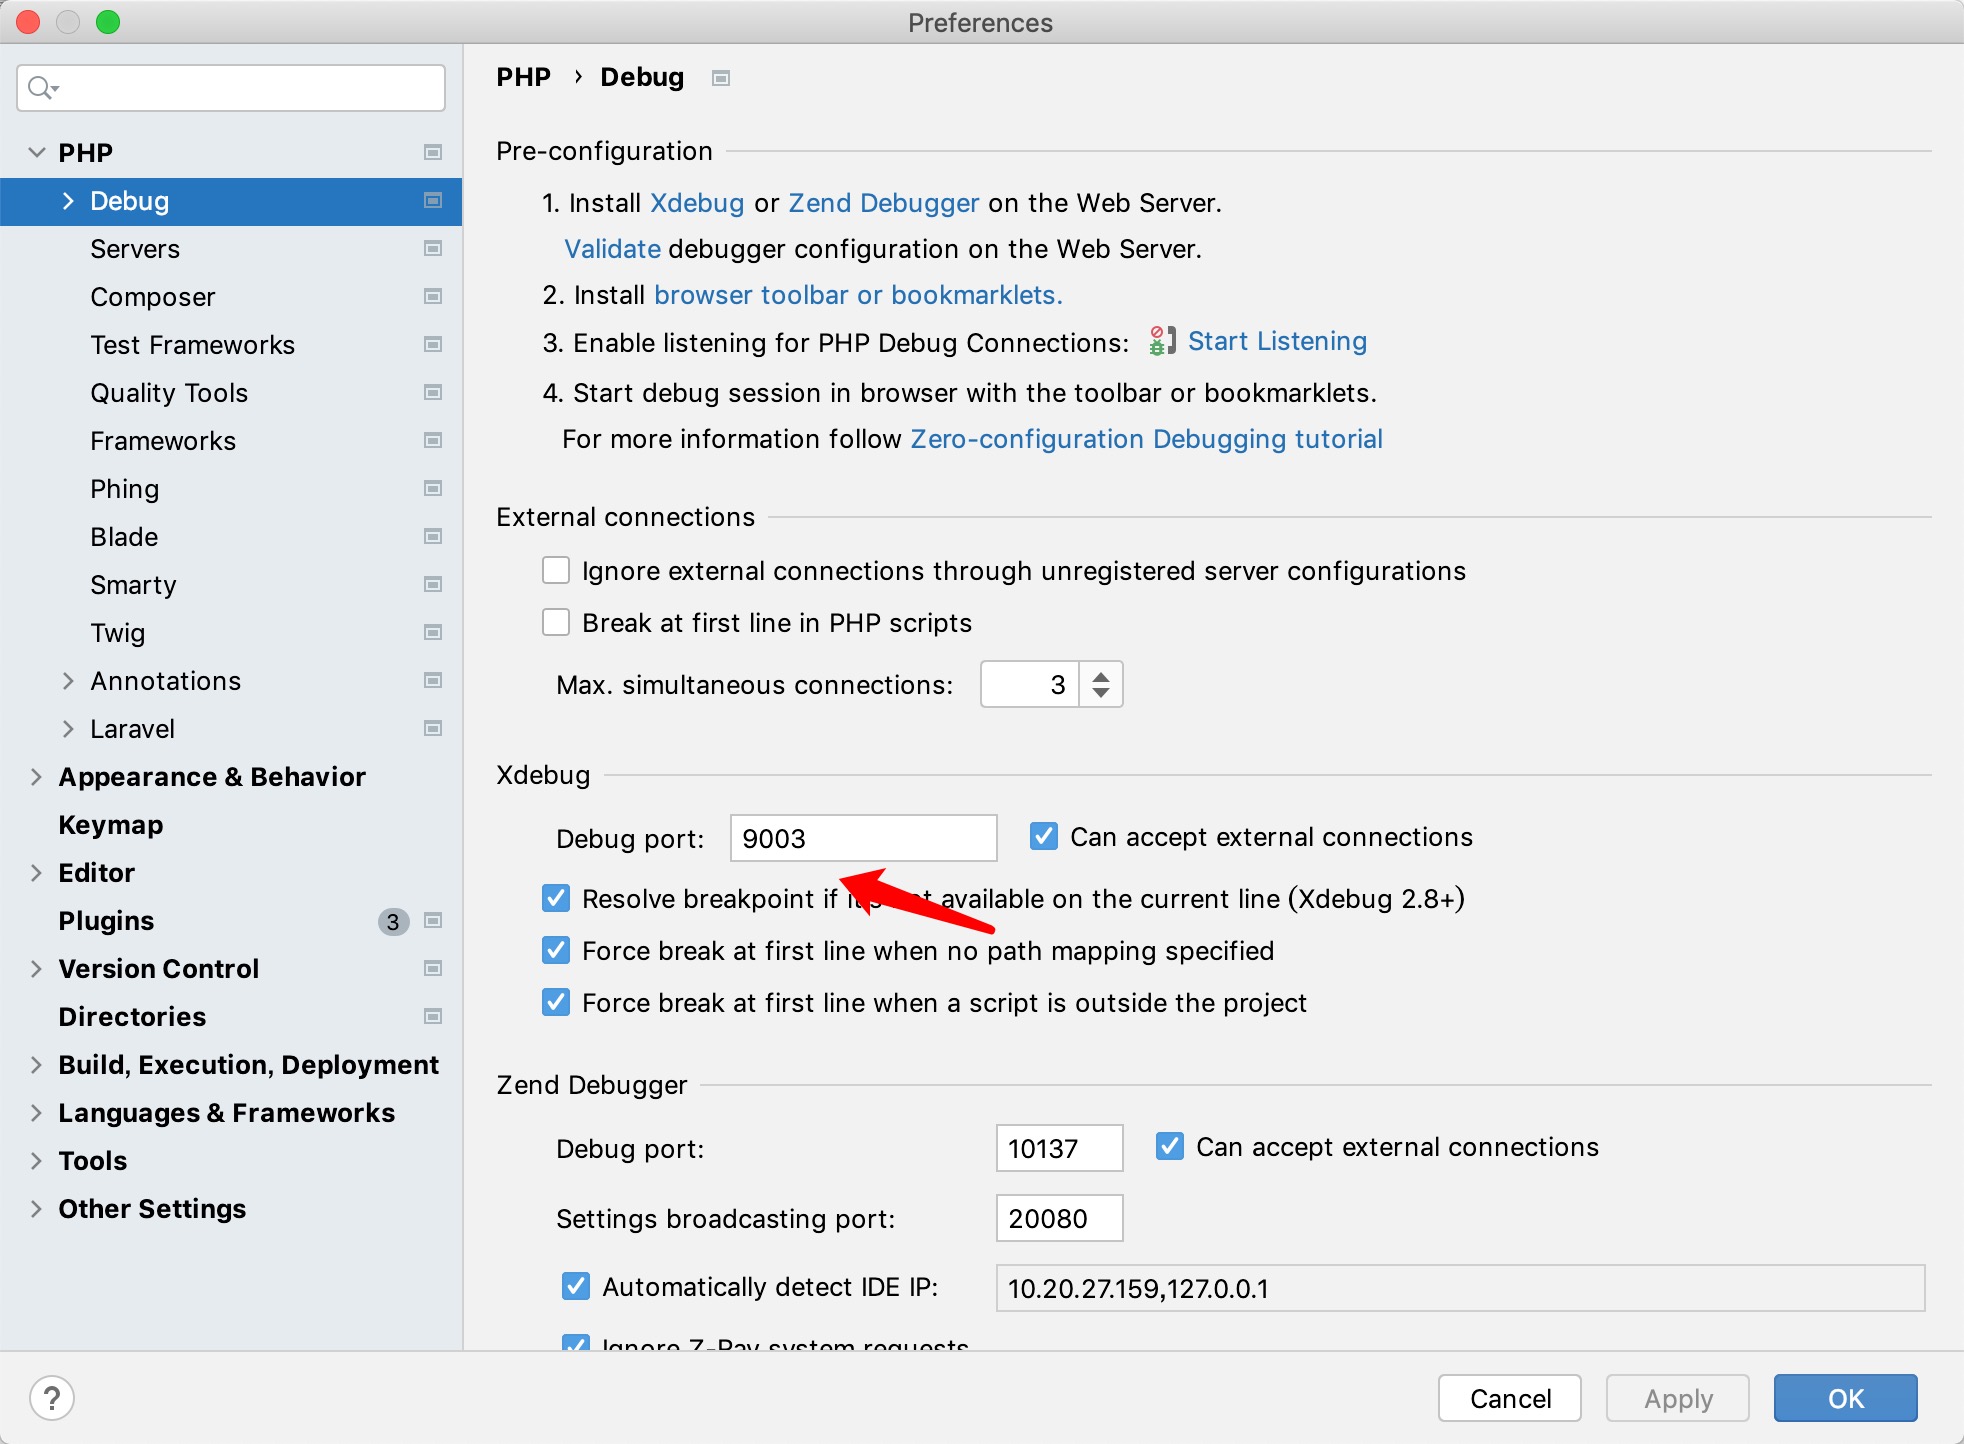 Preferences
PHP
Debug
Servers
Composer
Test Frameworks
Quality Tools
Frameworks
Phing
Blade
Smarty
Twig
Annotations
Laravel
Appearance & Behavior
Keymap
Editor
Plugins 3
Version Control
Directories
Build, Execution, Deployment
Languages & Frameworks
Tools
Other Settings
PHP › Debug
Pre-configuration
1. Install Xdebug or Zend Debugger on the Web Server.
Validate debugger configuration on the Web Server.
2. Install browser toolbar or bookmarklets.
3. Enable listening for PHP Debug Connections: Start Listening
4. Start debug session in browser with the toolbar or bookmarklets.
For more information follow Zero-configuration Debugging tutorial
External connections
Ignore external connections through unregistered server configurations
Break at first line in PHP scripts
Max. simultaneous connections: 3
Xdebug
Debug port: 9003 Can accept external connections
Resolve breakpoint if available on the current line (Xdebug 2.8+)
Force break at first line when no path mapping specified
Force break at first line when a script is outside the project
Zend Debugger
Debug port: 10137 Can accept external connections
Settings broadcasting port: 20080
Automatically detect IDE IP: 10.20.27.159,127.0.0.1
Ignore Z-Ray system requests
? Cancel Apply OK